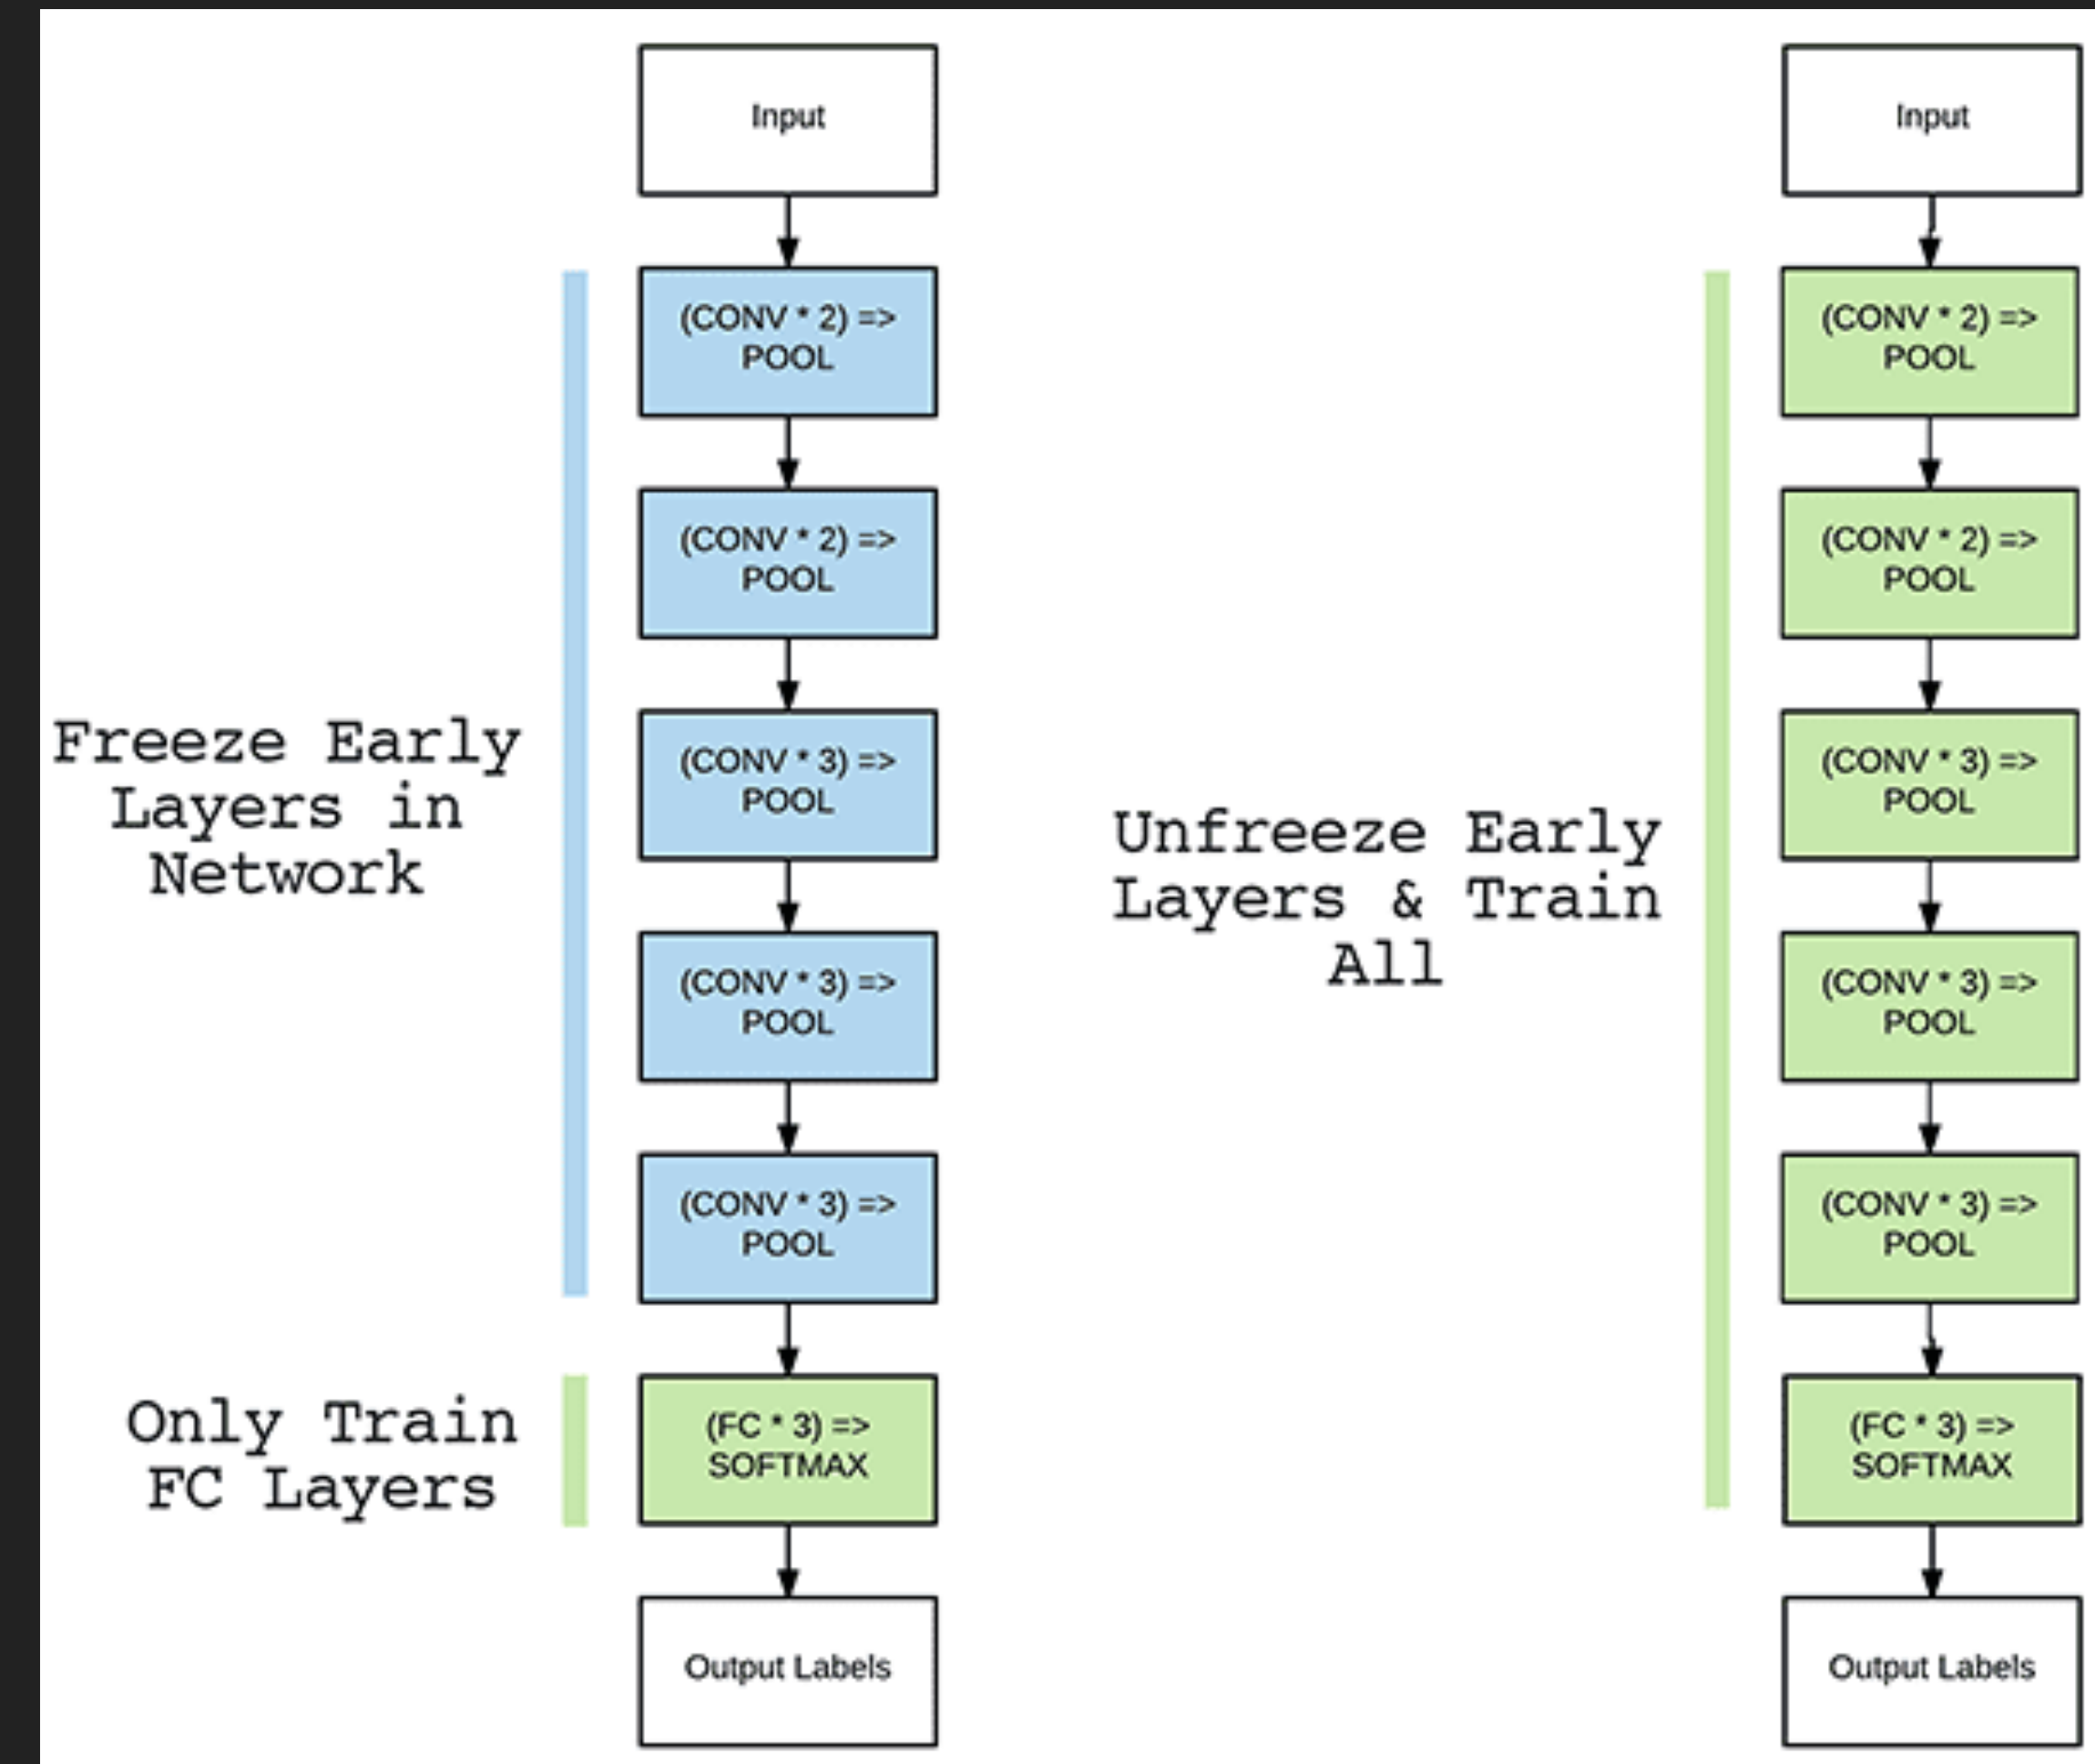 Input
(CONV * 2) =>
POOL
(CONV * 2) =>
POOL
(CONV * 3) =>
POOL
(CONV * 3) =>
POOL
(CONV * 3) =>
POOL
(FC * 3) =>
SOFTMAX
Output Labels
Freeze Early
Layers in
Network
Only Train
FC Layers
Input
(CONV * 2) =>
POOL
(CONV * 2) =>
POOL
(CONV * 3) =>
POOL
(CONV * 3) =>
POOL
(CONV * 3) =>
POOL
(FC * 3) =>
SOFTMAX
Output Labels
Unfreeze Early
Layers & Train
All